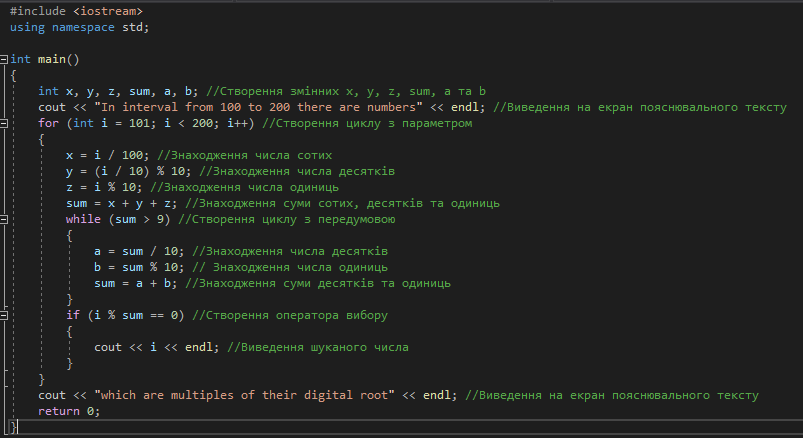 #include <iostream>
using namespace std;
int main()
{
int x, y, z, sum, a, b; //Створення змінних x, y, z, sum, a та b
cout << "In interval from 100 to 200 there are numbers" << endl; //Виведення на екран пояснювального тексту
for (int i = 101; i < 200; i++) //Створення циклу з параметром
{
x = i / 100; //Знаходження числа сотих
y = (i / 10) % 10; //Знаходження числа десятків
z = i % 10; //Знаходження числа одиниць
sum = x + y + z; //Знаходження суми сотих, десятків та одиниць
while (sum > 9) //Створення циклу з передумовою
{
a = sum / 10; //Знаходження числа десятків
b = sum % 10; // Знаходження числа одиниць
sum = a + b; //Знаходження суми десятків та одиниць
}
if (i % sum == 0) //Створення оператора вибору
{
cout << i << endl; //Виведення шуканого числа
}
}
cout << "which are multiples of their digital root" << endl; //Виведення на екран пояснювального тексту
return 0;
}